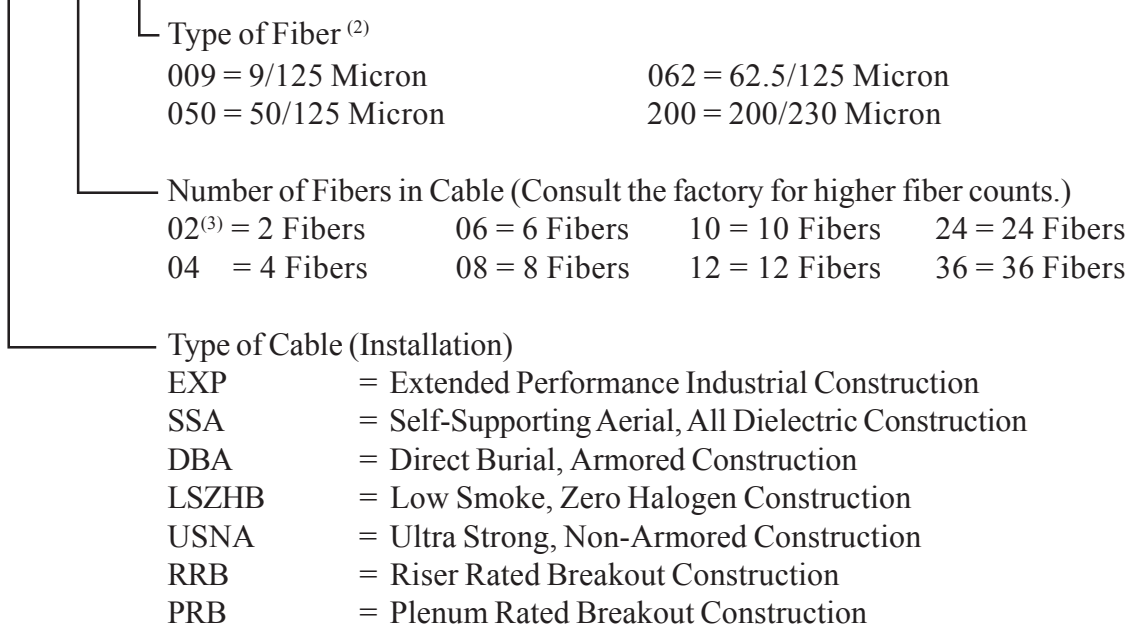 Type of Fiber (2)
009 = 9/125 Micron 062 = 62.5/125 Micron
050 = 50/125 Micron 200 = 200/230 Micron
Number of Fibers in Cable (Consult the factory for higher fiber counts.)
02(3) = 2 Fibers 06 = 6 Fibers 10 = 10 Fibers 24 = 24 Fibers
04 = 4 Fibers 08 = 8 Fibers 12 = 12 Fibers 36 = 36 Fibers
Type of Cable (Installation)
EXP = Extended Performance Industrial Construction
SSA = Self-Supporting Aerial, All Dielectric Construction
DBA = Direct Burial, Armored Construction
LSZHB = Low Smoke, Zero Halogen Construction
USNA = Ultra Strong, Non-Armored Construction
RRB = Riser Rated Breakout Construction
PRB = Plenum Rated Breakout Construction